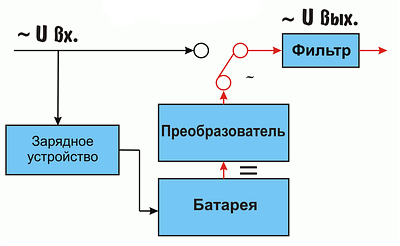 ~ U вх.
~ U вых.
Фильтр
~
Преобразователь
Зарядное
устройство
=
Батарея